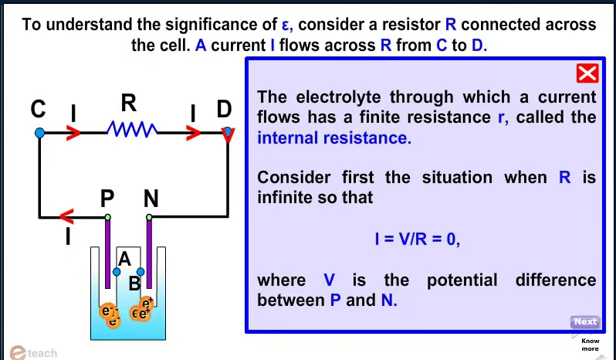 To understand the significance of ε, consider a resistor R connected across
the cell. A current I flows across R from C to D.
C I R I D
The electrolyte through which a current
flows has a finite resistance r, called the
internal resistance.
Consider first the situation when R is
infinite so that
I = V/R = 0,
where V is the potential difference
between P and N.
P N
I
A
B
e⁻ e⁻ e⁺ e⁺
Next
Know
more
e teach